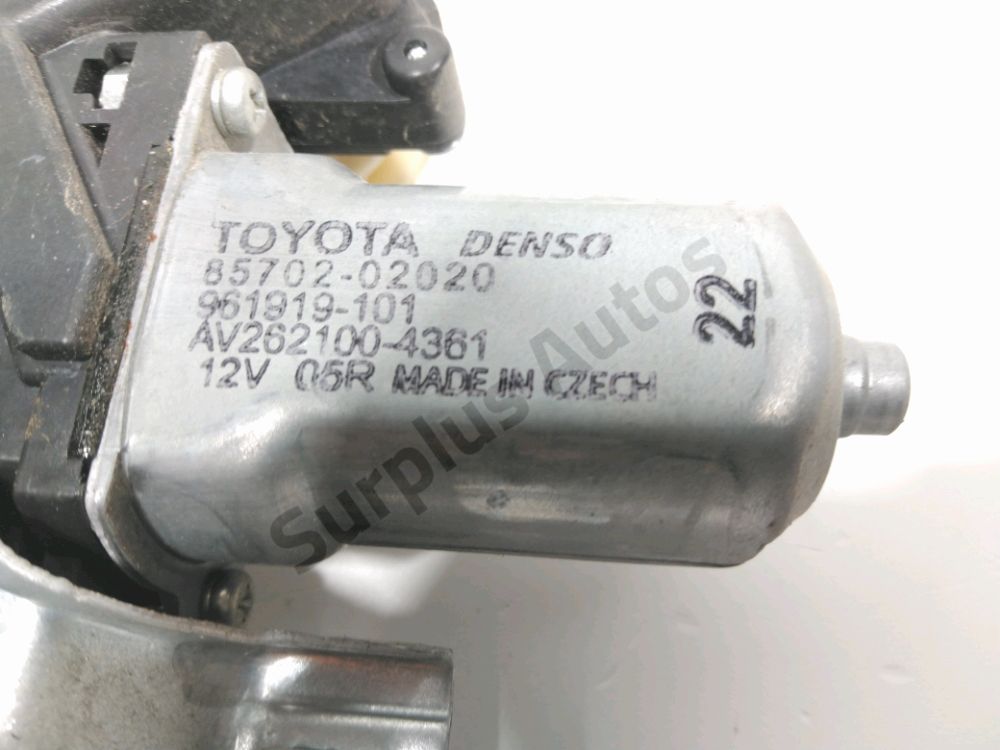 TOYOTA DENSO
85702-02020
961919-101
AV262100-4361
12V 05R MADE IN CZECH
22
Surplus Autos